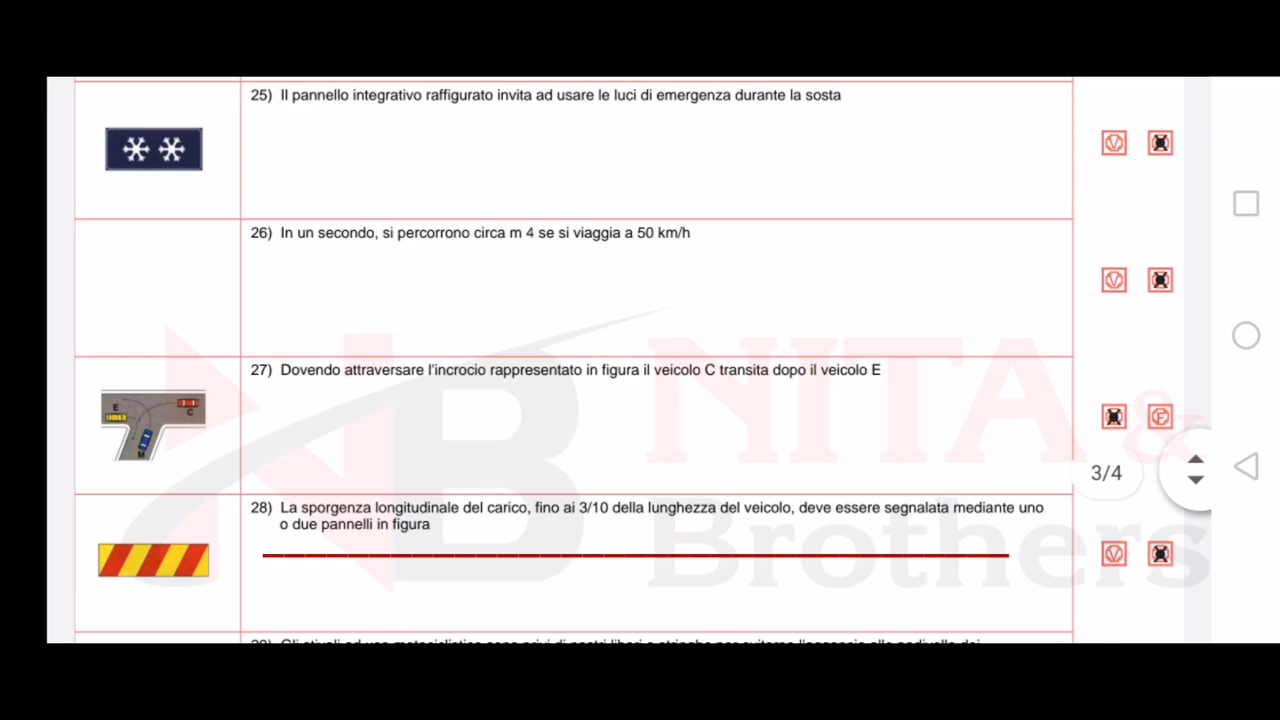 25) Il pannello integrativo raffigurato invita ad usare le luci di emergenza durante la sosta
V
26) In un secondo, si percorrono circa m 4 se si viaggia a 50 km/h
V
27) Dovendo attraversare l'incrocio rappresentato in figura il veicolo C transita dopo il veicolo E
E
C
M
F
3/4
28) La sporgenza longitudinale del carico, fino ai 3/10 della lunghezza del veicolo, deve essere segnalata mediante uno
o due pannelli in figura
V
B NITA &
Brothers